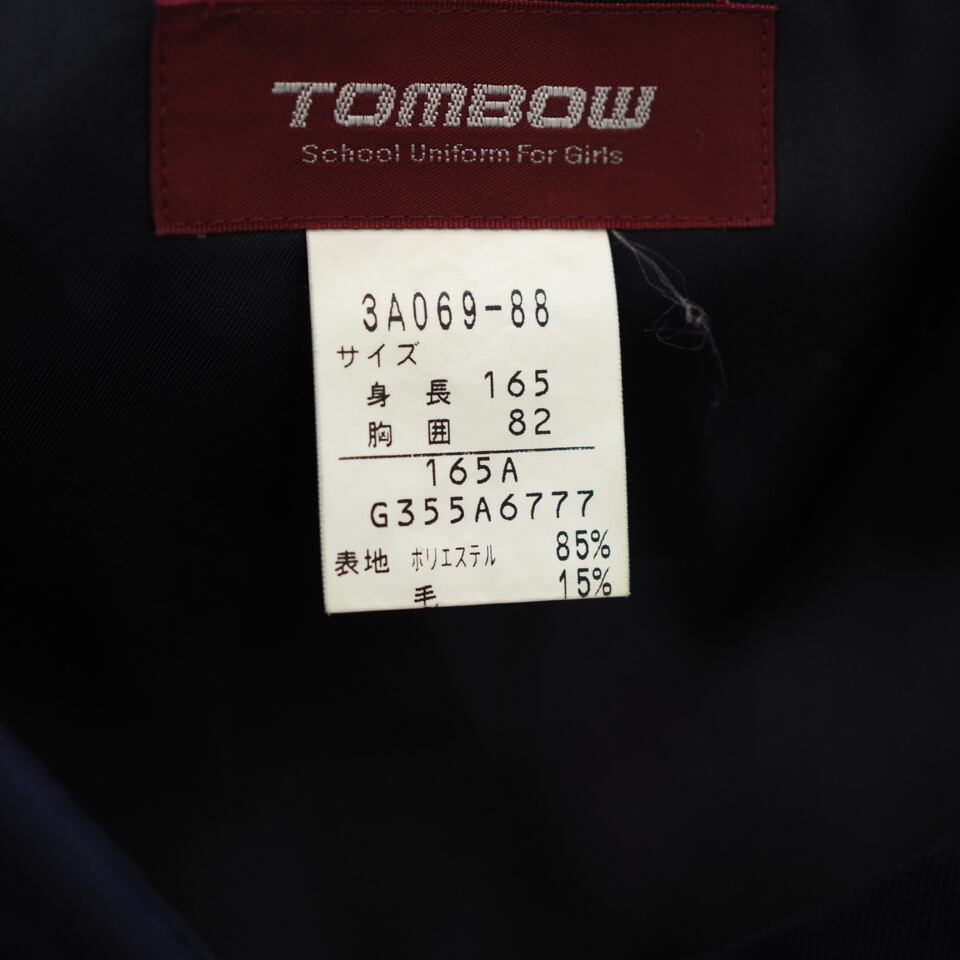 TOMBOW
School Uniform For Girls
3A069-88
サイズ
身長 165
胸囲 82
165A
G355A6777
表地 ポリエステル 85%
毛 15%